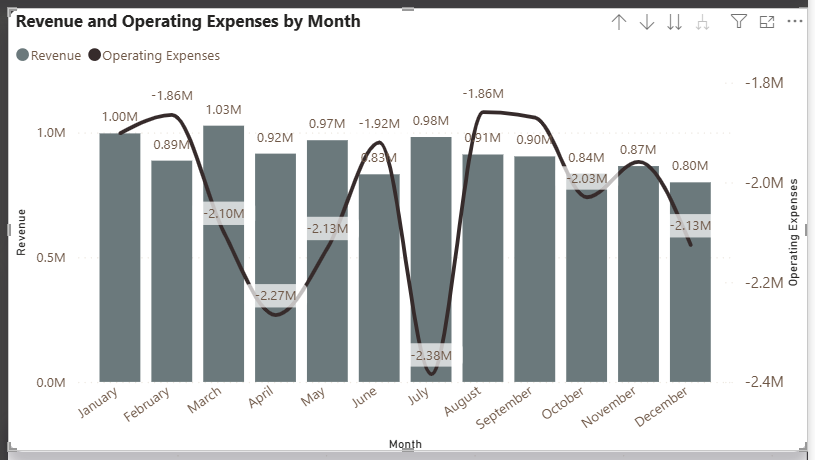 Revenue and Operating Expenses by Month
Revenue Operating Expenses
-1.8M
-1.86M
-1.86M
1.00M
1.03M
-1.92M
0.98M
1.0M
0.89M
0.92M
0.97M
0.83M
0.91M
0.90M
0.84M
0.87M
0.80M
-2.03M
-2.0M
-2.10M
-2.13M
-2.13M
Revenue
Operating Expenses
0.5M
-2.27M
-2.2M
-2.38M
0.0M
-2.4M
January
February
March
April
May
June
July
August
September
October
November
December
Month